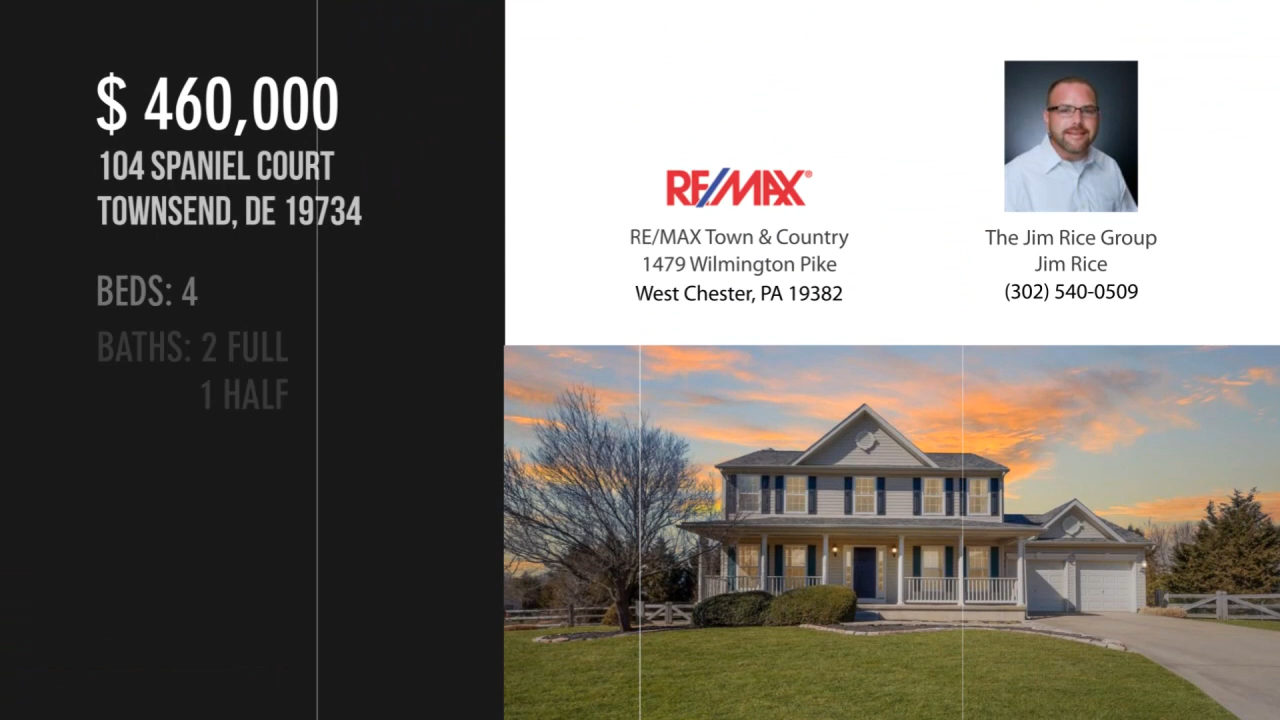 $ 460,000
104 SPANIEL COURT
TOWNSEND, DE 19734
BEDS: 4
BATHS: 2 FULL
1 HALF
RE/MAX®
RE/MAX Town & Country
1479 Wilmington Pike
West Chester, PA 19382
The Jim Rice Group
Jim Rice
(302) 540-0509